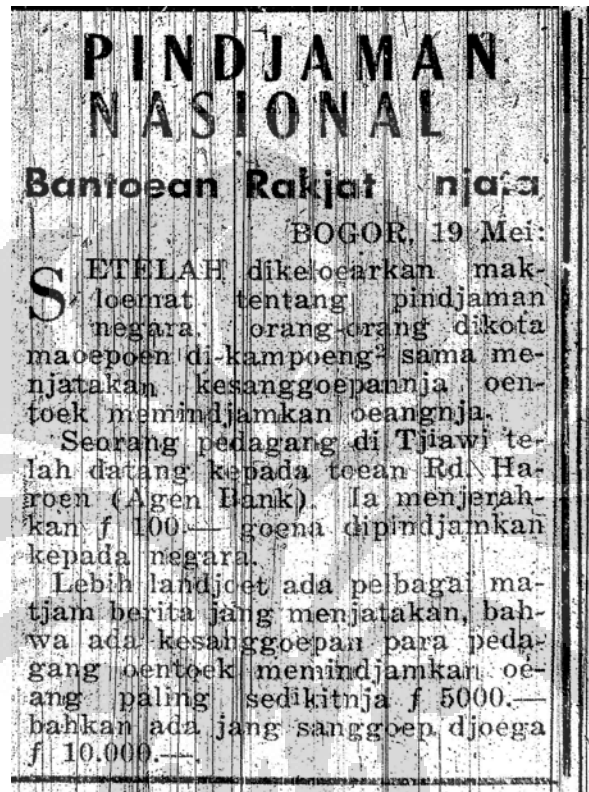 PINDJAMAN
NASIONAL
Bantoean Rakjat njata
BOGOR, 19 Mei:
SETELAH dikeloearkan mak-
loemat tentang pindjaman
negara, orang-orang dikota
maoepoen di-kampoeng² sama me-
njatakan kesanggoepannja oen-
toek memindjamkan oeangnja.
Seorang pedagang di Tjiawi te-
lah datang kepada toean Rd. Ha-
roen (Agen Bank). Ia menjerah-
kan f 100.— goena dipindjamkan
kepada negara.
Lebih landjoet ada pelbagai ma-
tjam berita jang menjatakan, bah-
wa ada kesanggoepan para peda-
gang oentoek memindjamkan oe-
ang paling sedikitnja f 5000.—
bahkan ada jang sanggoep djoega
f 10.000.—.